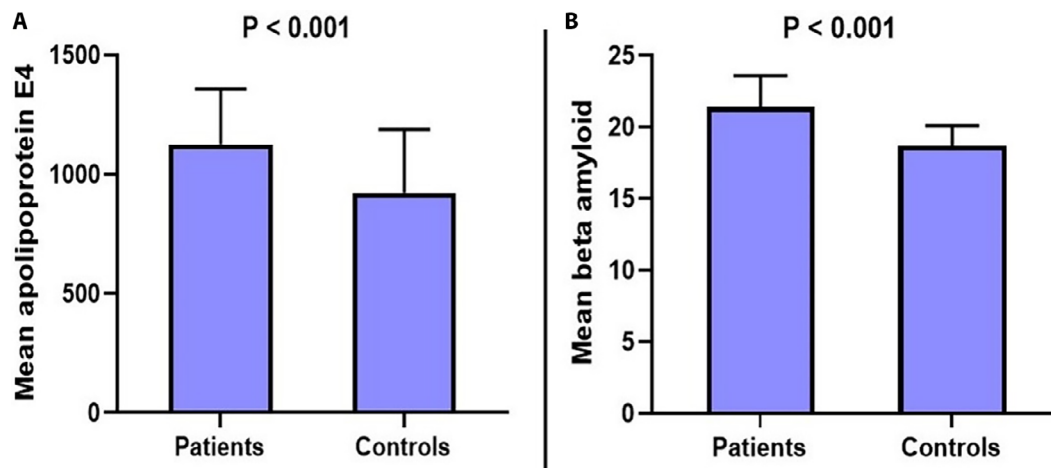 A
P < 0.001
Mean apolipoprotein E4
1500
1000
500
0
Patients
Controls
B
P < 0.001
Mean beta amyloid
25
20
15
10
5
0
Patients
Controls